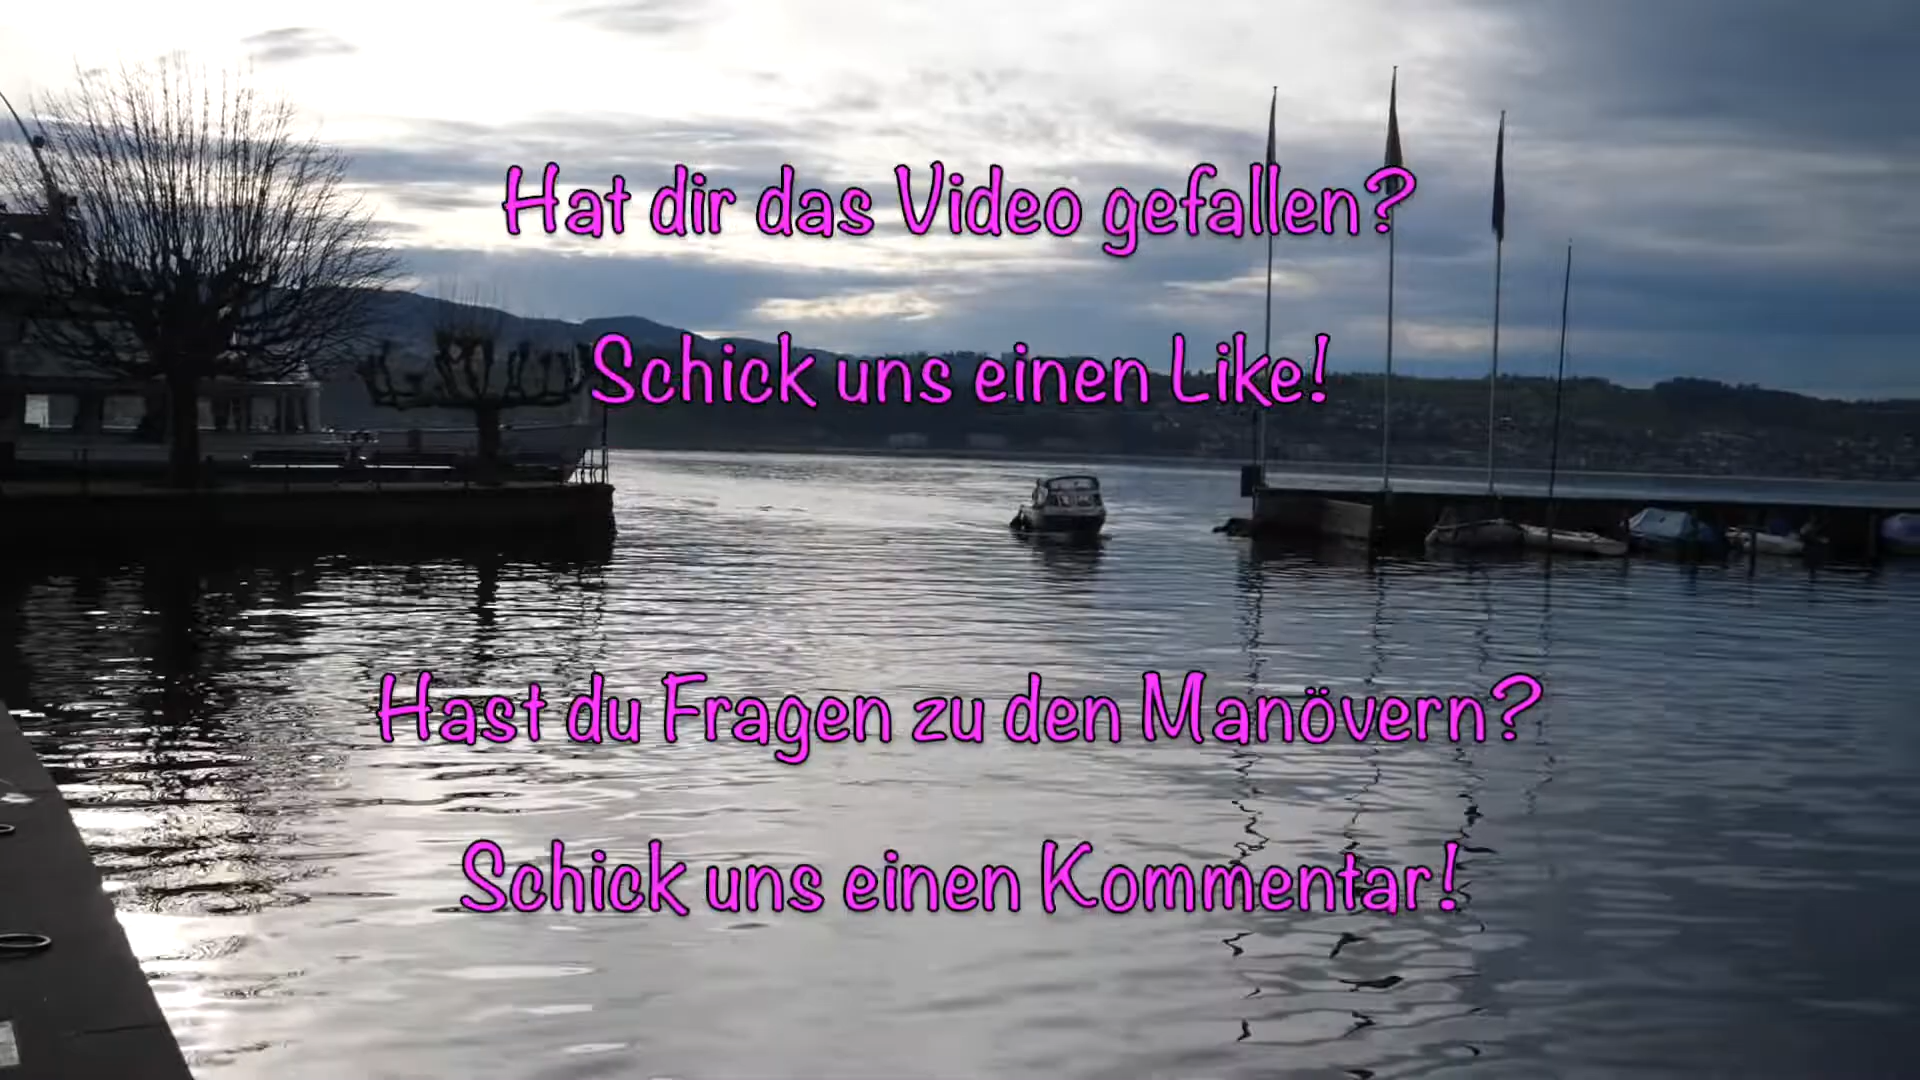 Hat dir das Video gefallen?
Schick uns einen Like!
Hast du Fragen zu den Manövern?
Schick uns einen Kommentar!